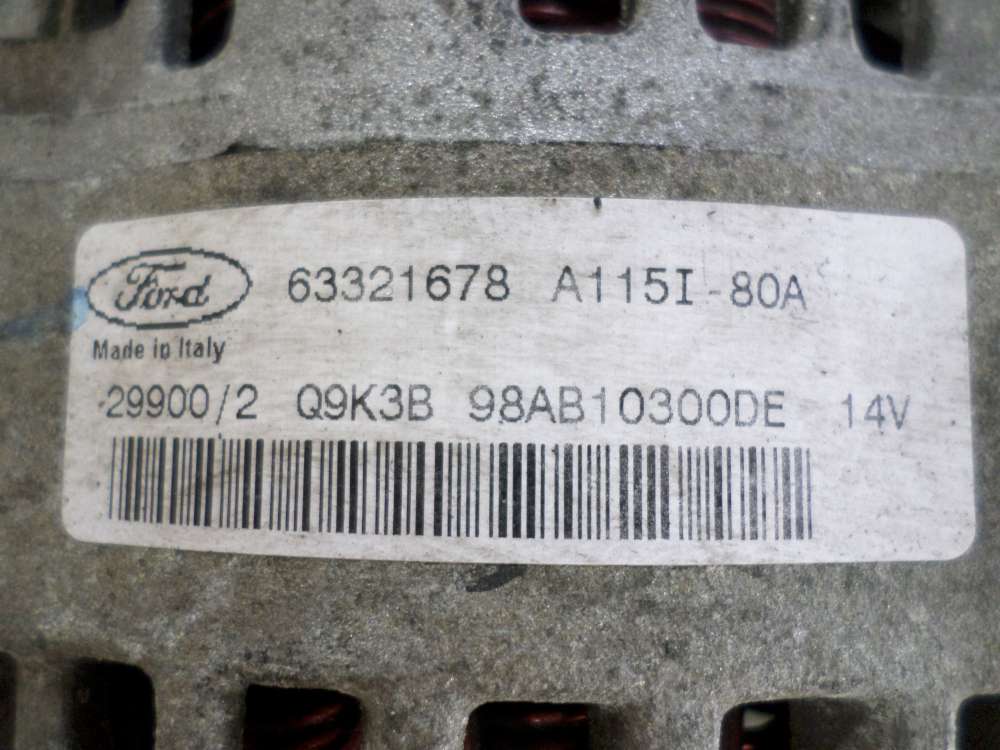 Ford 63321678 A115I-80A
Made in Italy
29900/2 Q9K3B 98AB10300DE 14V